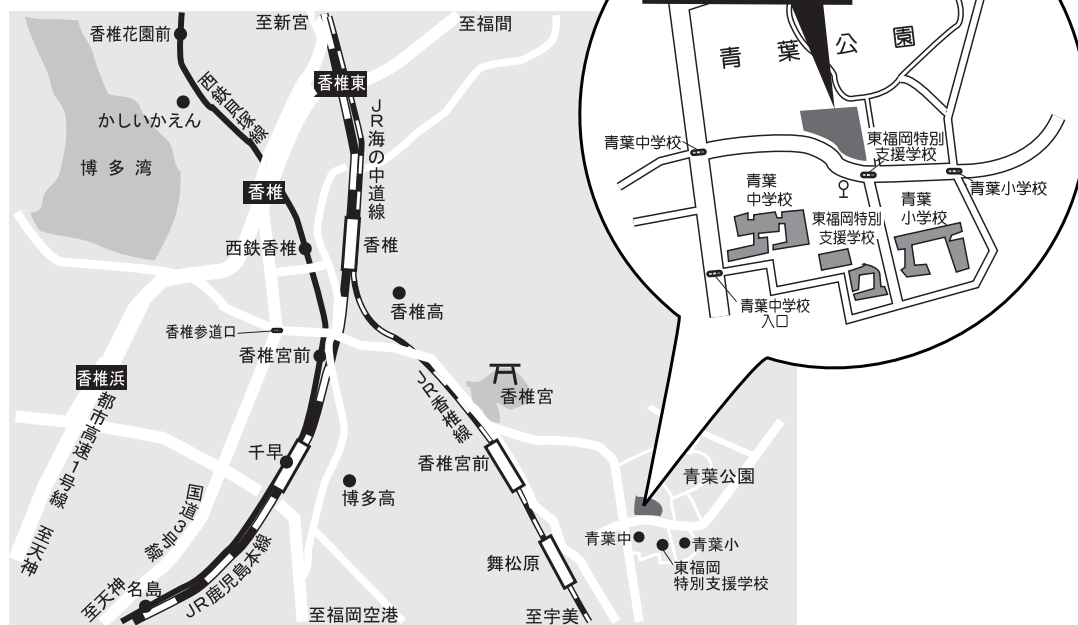 至新宮
至福間
香椎花園前
西鉄貝塚線
香椎東
かしいかえん
JR海の中道線
博多湾
香椎
西鉄香椎
香椎
香椎高
香椎参道口
香椎宮前
香椎浜
都市高速1号線
至天神
JR香椎線
香椎宮
千早
香椎宮前
博多高
国道3号線
舞松原
至天神
名島
JR鹿児島本線
至福岡空港
至宇美
青葉公園
青葉中
青葉小
東福岡
特別支援学校
青葉公園
青葉中学校
東福岡特別
支援学校
青葉小学校
青葉
中学校
東福岡特別
支援学校
青葉
小学校
青葉中学校
入口